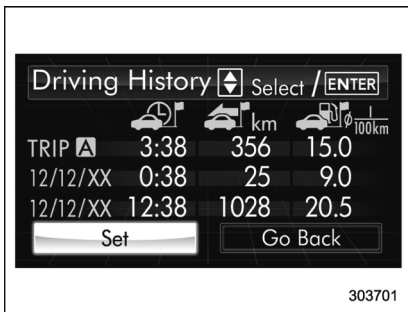 Driving History Select / ENTER
km ø l/100km
TRIP A 3:38 356 15.0
12/12/XX 0:38 25 9.0
12/12/XX 12:38 1028 20.5
Set Go Back
303701